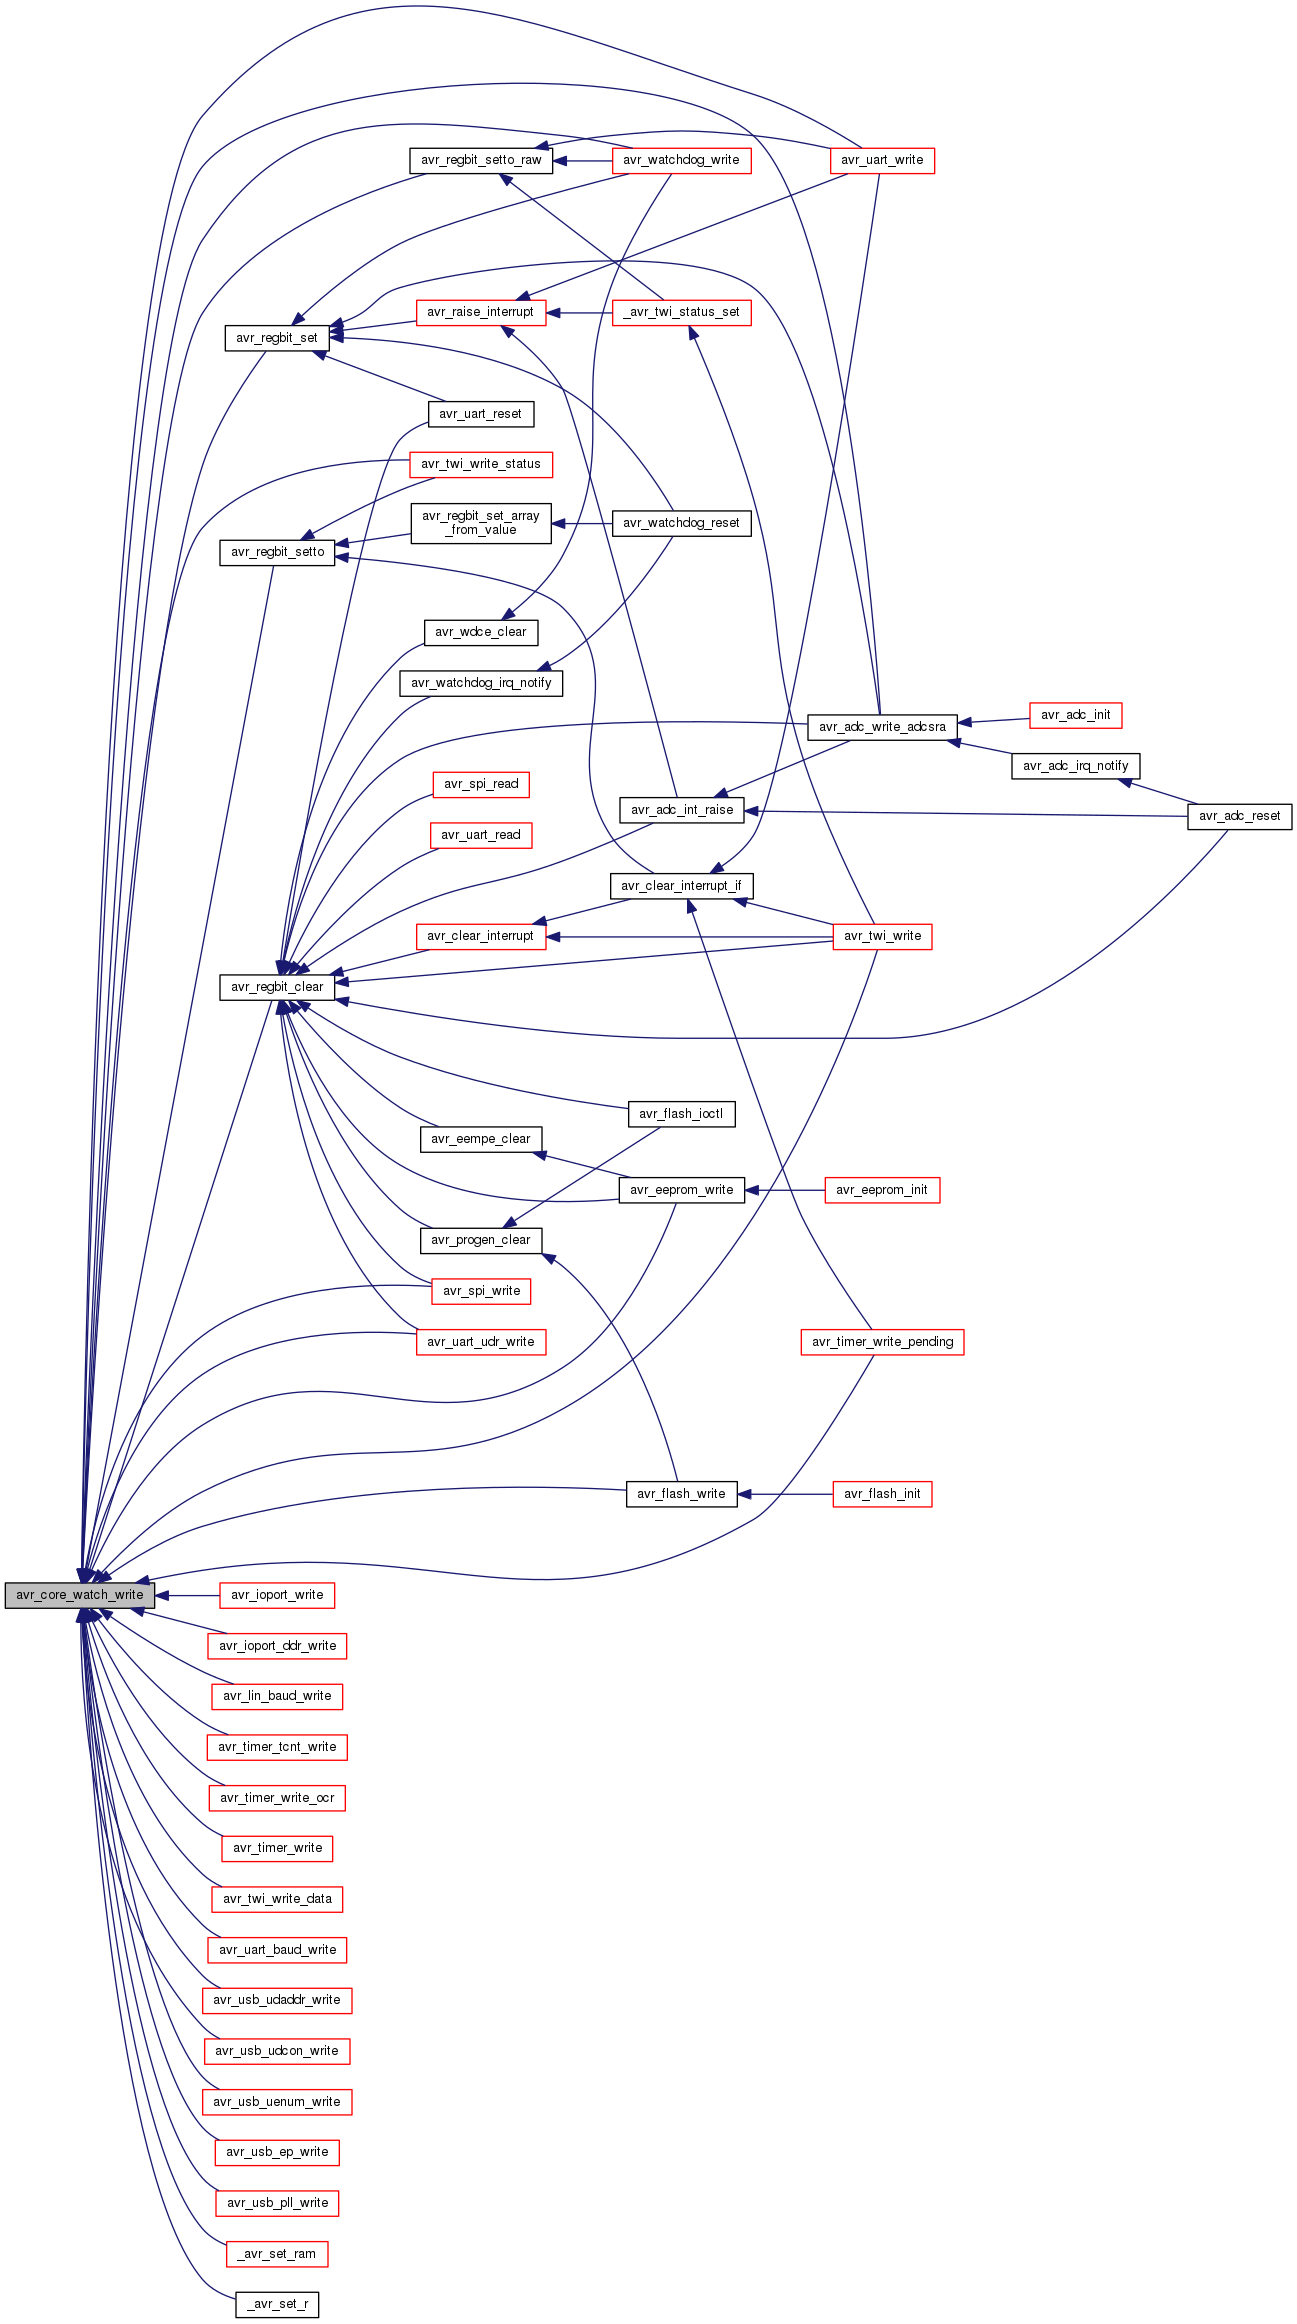 avr_regbit_setto_raw
avr_watchdog_write
avr_uart_write
avr_raise_interrupt
_avr_twi_status_set
avr_regbit_set
avr_uart_reset
avr_twi_write_status
avr_regbit_set_array
_from_value
avr_watchdog_reset
avr_regbit_setto
avr_wdce_clear
avr_watchdog_irq_notify
avr_adc_write_adcsra
avr_adc_init
avr_adc_irq_notify
avr_spi_read
avr_adc_int_raise
avr_adc_reset
avr_uart_read
avr_clear_interrupt_if
avr_clear_interrupt
avr_twi_write
avr_regbit_clear
avr_flash_ioctl
avr_eempe_clear
avr_eeprom_write
avr_eeprom_init
avr_progen_clear
avr_spi_write
avr_uart_udr_write
avr_timer_write_pending
avr_flash_write
avr_flash_init
avr_core_watch_write
avr_ioport_write
avr_ioport_ddr_write
avr_lin_baud_write
avr_timer_tcnt_write
avr_timer_write_ocr
avr_timer_write
avr_twi_write_data
avr_uart_baud_write
avr_usb_udaddr_write
avr_usb_udcon_write
avr_usb_uenum_write
avr_usb_ep_write
avr_usb_pll_write
_avr_set_ram
_avr_set_r